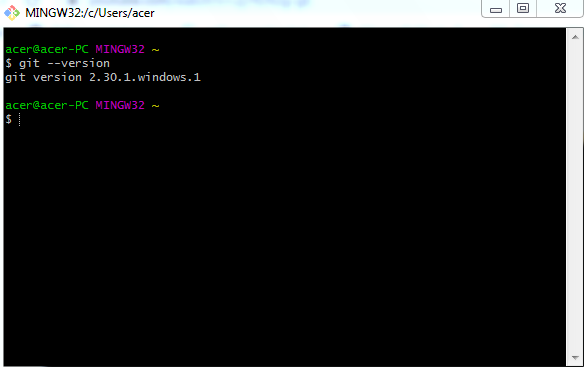 MINGW32:/c/Users/acer
acer@acer-PC MINGW32 ~
$ git --version
git version 2.30.1.windows.1
acer@acer-PC MINGW32 ~
$